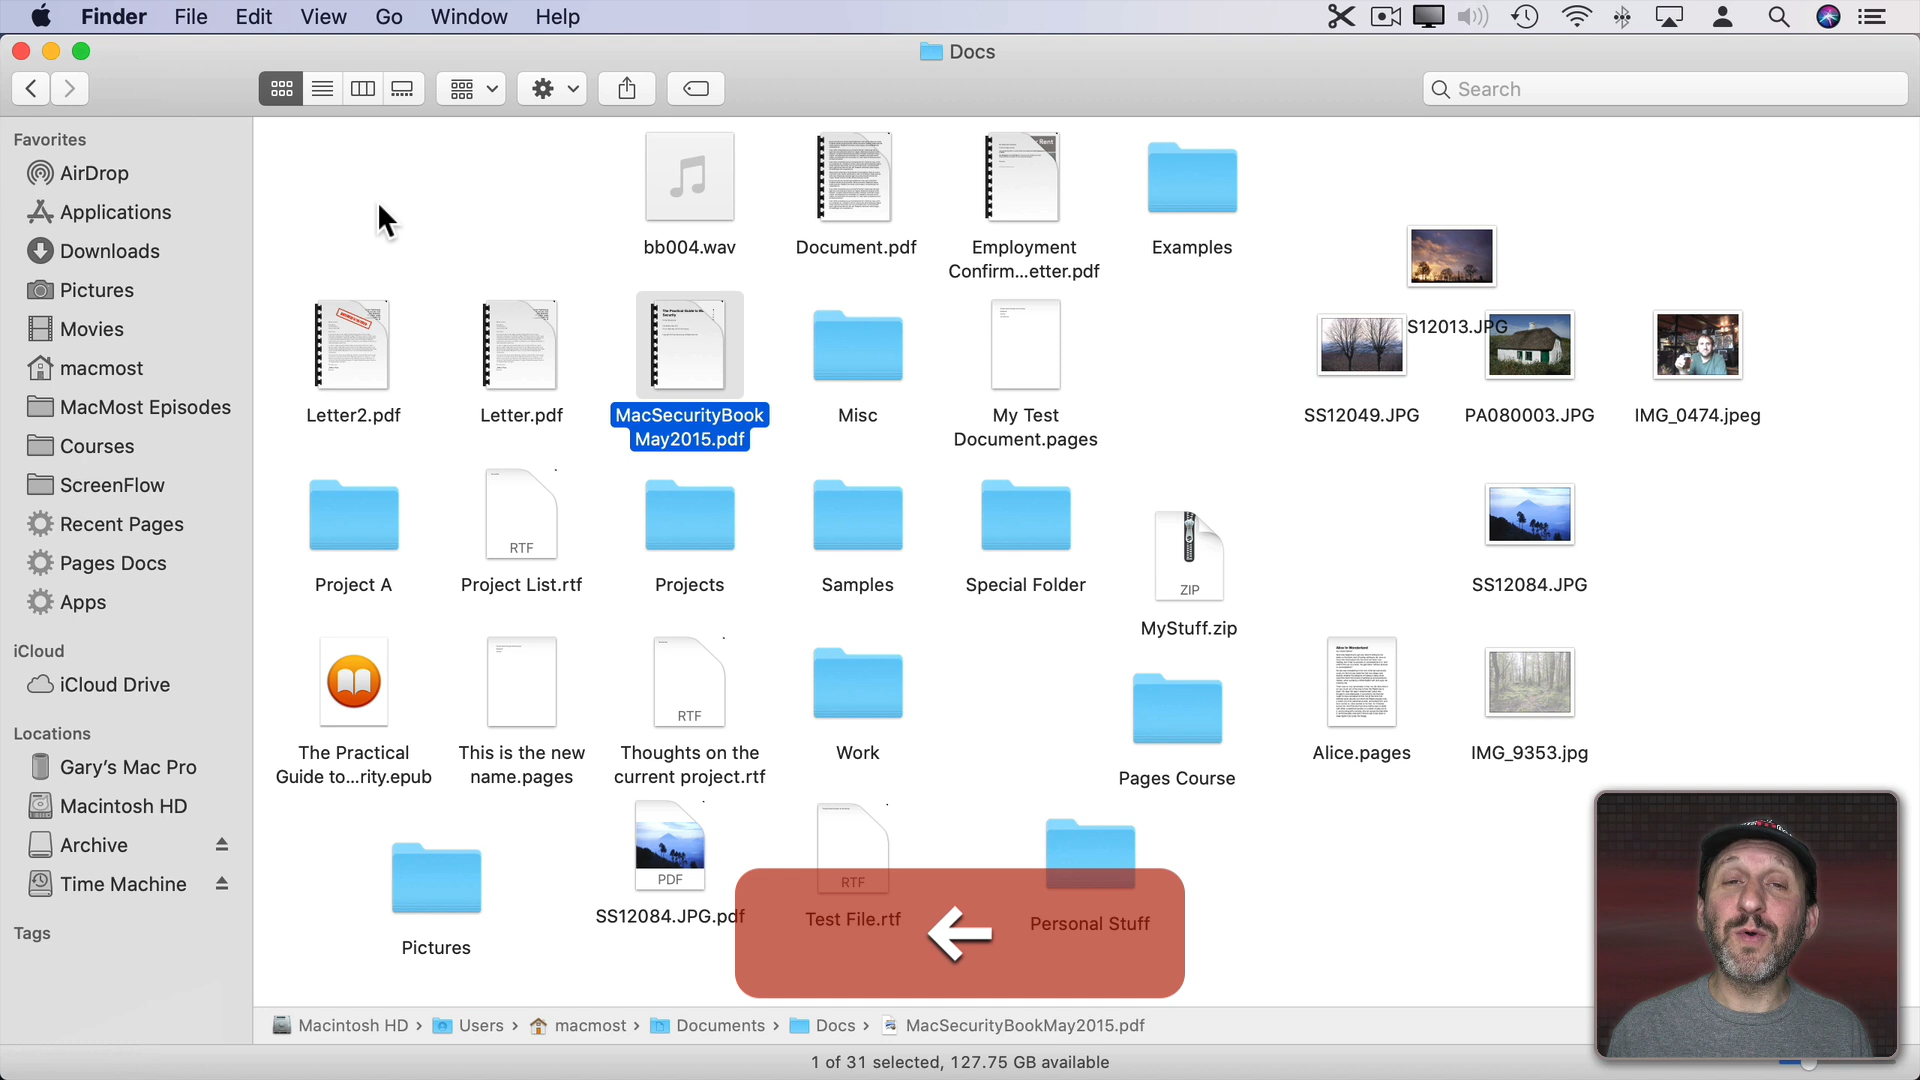 Finder File Edit View Go Window Help
Docs
Search
Favorites
AirDrop
Applications
Downloads
Pictures
Movies
macmost
MacMost Episodes
Courses
ScreenFlow
Recent Pages
Pages Docs
Apps
iCloud
iCloud Drive
Locations
Gary's Mac Pro
Macintosh HD
Archive
Time Machine
Tags
Rent
bb004.wav
Document.pdf
Employment
Confirm...etter.pdf
Examples
S12013.JPG
Letter2.pdf
Letter.pdf
MacSecurityBook
May2015.pdf
Misc
My Test
Document.pages
SS12049.JPG
PA080003.JPG
IMG_0474.jpeg
RTF
ZIP
Project A
Project List.rtf
Projects
Samples
Special Folder
MyStuff.zip
SS12084.JPG
RTF
Alice in Wonderland
The Practical
Guide to...rity.epub
This is the new
name.pages
Thoughts on the
current project.rtf
Work
Pages Course
Alice.pages
IMG_9353.jpg
PDF
RTF
Pictures
SS12084.JPG.pdf
Test File.rtf
Personal Stuff
Macintosh HD › Users › macmost › Documents › Docs › MacSecurityBookMay2015.pdf
1 of 31 selected, 127.75 GB available